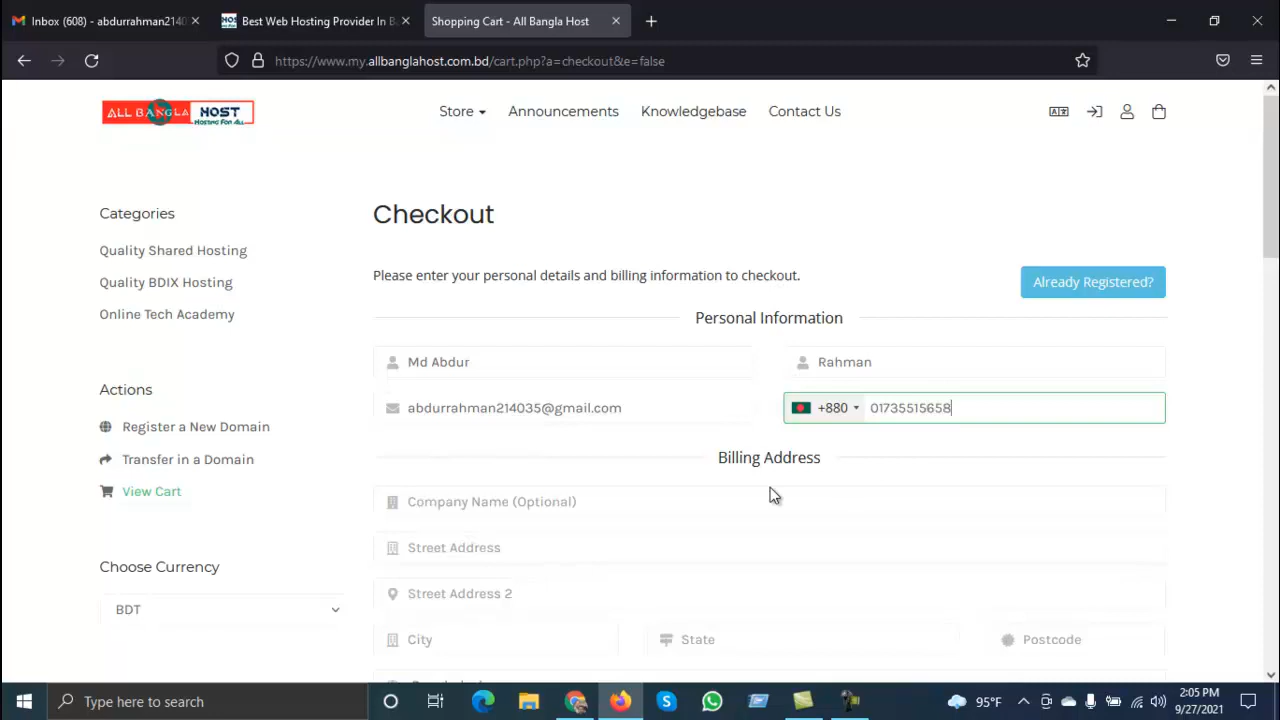 Inbox (608) - abdurrahman2140
Best Web Hosting Provider In B
Shopping Cart - All Bangla Host
https://www.my.allbanglahost.com.bd/cart.php?a=checkout&e=false
ALL BANGLA HOST
HOSTING FOR ALL
Store
Announcements
Knowledgebase
Contact Us
Categories
Quality Shared Hosting
Quality BDIX Hosting
Online Tech Academy
Actions
Register a New Domain
Transfer in a Domain
View Cart
Choose Currency
BDT
Checkout
Please enter your personal details and billing information to checkout.
Already Registered?
Personal Information
Md Abdur
Rahman
abdurrahman214035@gmail.com
+880 01735515658
Billing Address
Company Name (Optional)
Street Address
Street Address 2
City
State
Postcode
Type here to search
95°F
2:05 PM
9/27/2021